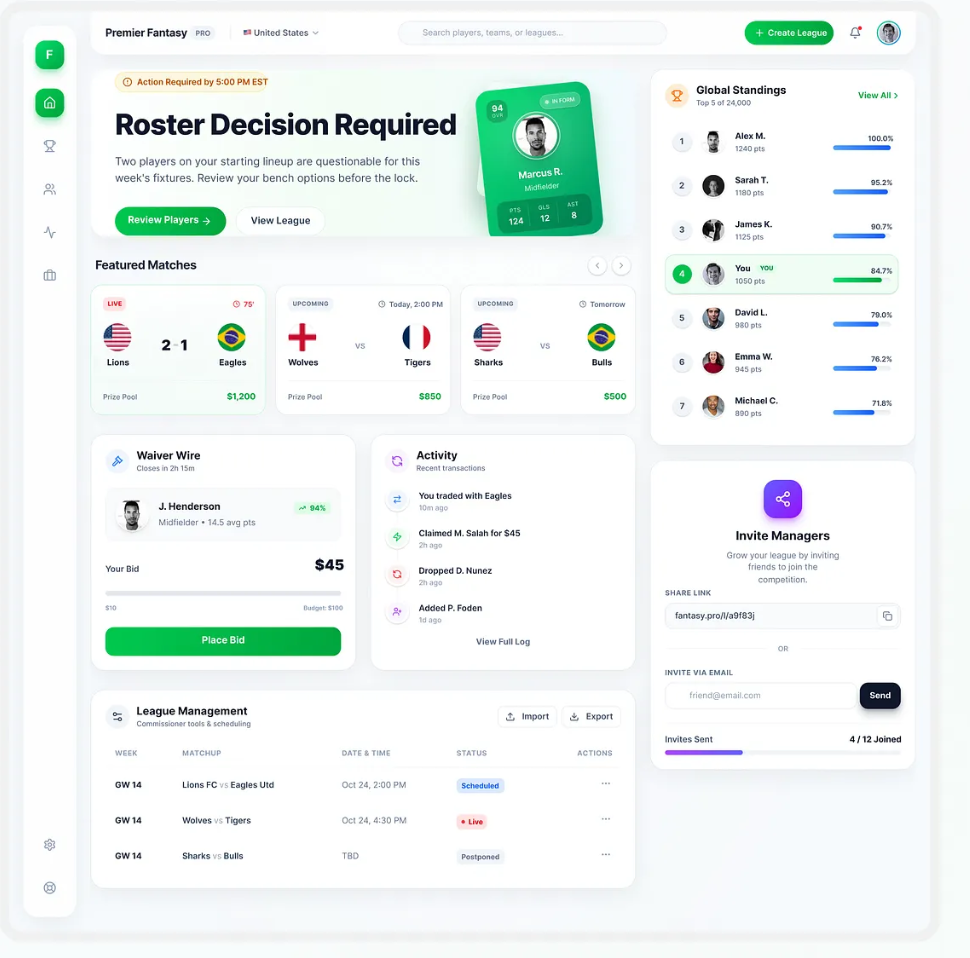 F
Premier Fantasy PRO
United States
Search players, teams, or leagues...
+ Create League
Action Required by 5:00 PM EST
Roster Decision Required
Two players on your starting lineup are questionable for this
week's fixtures. Review your bench options before the lock.
Review Players →
View League
94
OVR
IN FORM
Marcus R.
Midfielder
PTS GLS AST
124 12 8
Featured Matches
LIVE 75'
2 - 1
Lions Eagles
Prize Pool $1,200
UPCOMING Today, 2:00 PM
VS
Wolves Tigers
Prize Pool $850
UPCOMING Tomorrow
VS
Sharks Bulls
Prize Pool $500
Waiver Wire
Closes in 2h 15m
J. Henderson
Midfielder • 14.5 avg pts
94%
Your Bid $45
$10 Budget: $100
Place Bid
Activity
Recent transactions
You traded with Eagles
10m ago
Claimed M. Salah for $45
2h ago
Dropped D. Nunez
2h ago
Added P. Foden
1d ago
View Full Log
League Management
Commissioner tools & scheduling
Import
Export
WEEK MATCHUP DATE & TIME STATUS ACTIONS
GW 14 Lions FC vs Eagles Utd Oct 24, 2:00 PM Scheduled ...
GW 14 Wolves vs Tigers Oct 24, 4:30 PM Live ...
GW 14 Sharks vs Bulls TBD Postponed ...
Global Standings
Top 5 of 24,000
View All >
1 Alex M. 100.0%
1240 pts
2 Sarah T. 95.2%
1180 pts
3 James K. 90.7%
1125 pts
4 You YOU 84.7%
1050 pts
5 David L. 79.0%
980 pts
6 Emma W. 76.2%
945 pts
7 Michael C. 71.8%
890 pts
Invite Managers
Grow your league by inviting
friends to join the
competition.
SHARE LINK
fantasy.pro/l/a9f83j
OR
INVITE VIA EMAIL
friend@email.com
Send
Invites Sent 4 / 12 Joined